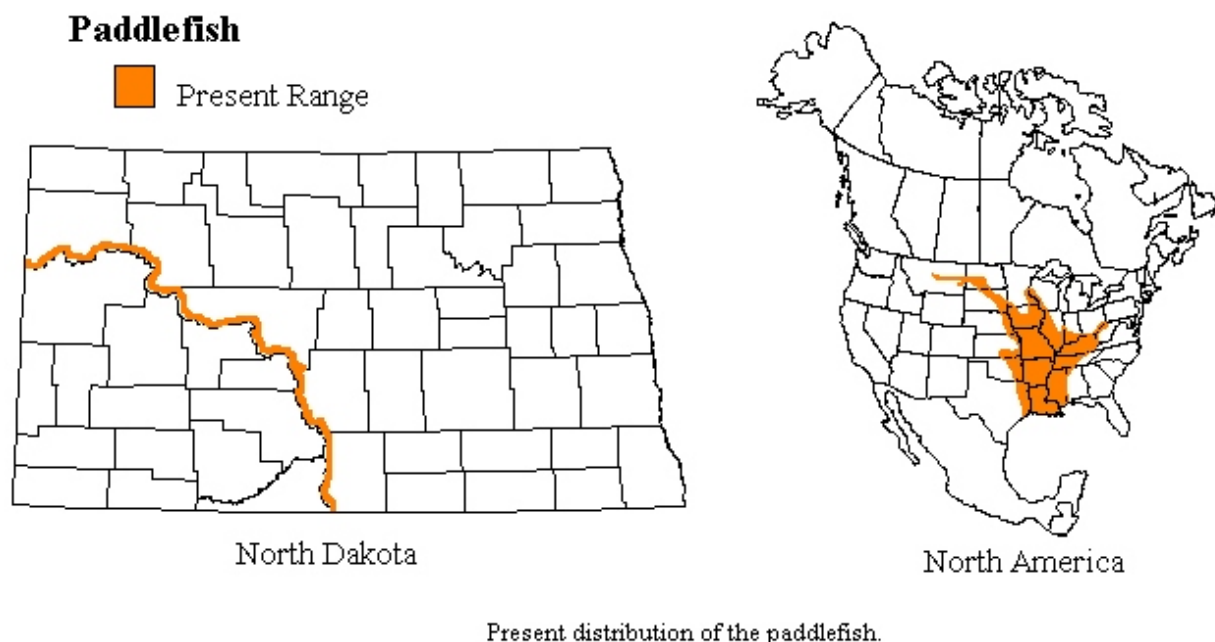 Paddlefish
Present Range
North Dakota
North America
Present distribution of the paddlefish.